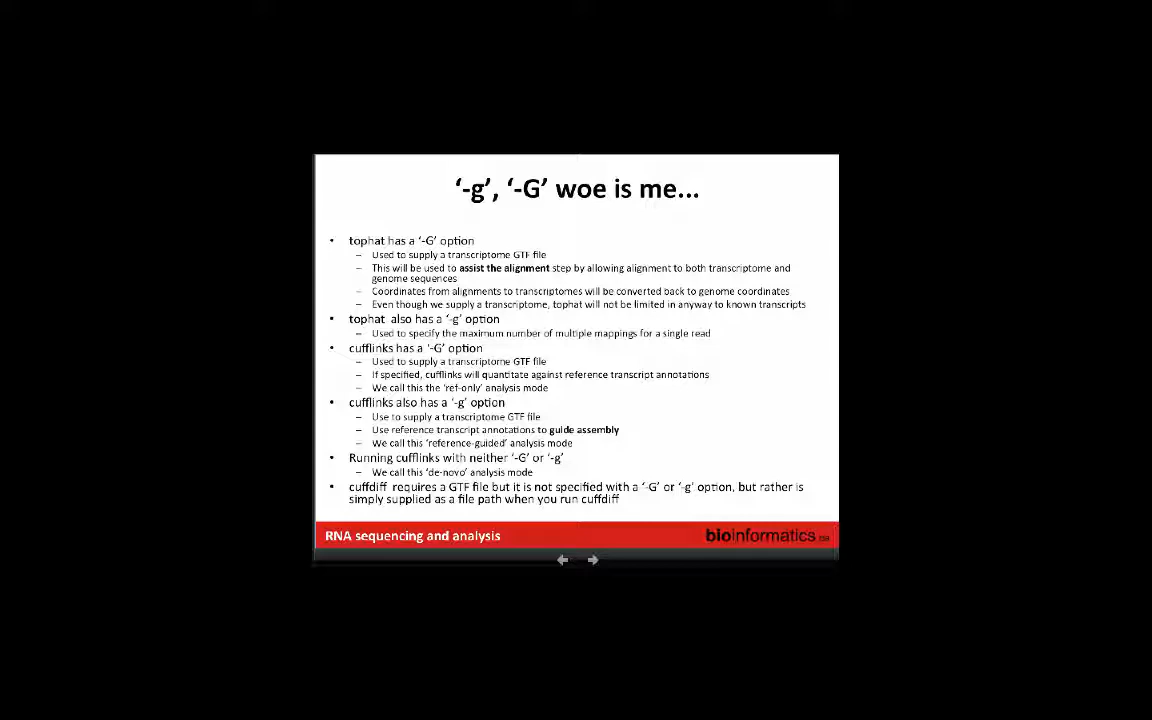 ‘-g’, ‘-G’ woe is me...
• tophat has a ‘-G’ option
– Used to supply a transcriptome GTF file
– This will be used to assist the alignment step by allowing alignment to both transcriptome and
genome sequences
– Coordinates from alignments to transcriptomes will be converted back to genome coordinates
– Even though we supply a transcriptome, tophat will not be limited in anyway to known transcripts
• tophat also has a ‘-g’ option
– Used to specify the maximum number of multiple mappings for a single read
• cufflinks has a ‘-G’ option
– Used to supply a transcriptome GTF file
– If specified, cufflinks will quantitate against reference transcript annotations
– We call this the ‘ref-only’ analysis mode
• cufflinks also has a ‘-g’ option
– Use to supply a transcriptome GTF file
– Use reference transcript annotations to guide assembly
– We call this ‘reference-guided’ analysis mode
• Running cufflinks with neither ‘-G’ or ‘-g’
– We call this ‘de-novo’ analysis mode
• cuffdiff requires a GTF file but it is not specified with a ‘-G’ or ‘-g’ option, but rather is
simply supplied as a file path when you run cuffdiff
RNA sequencing and analysis
bioinformatics